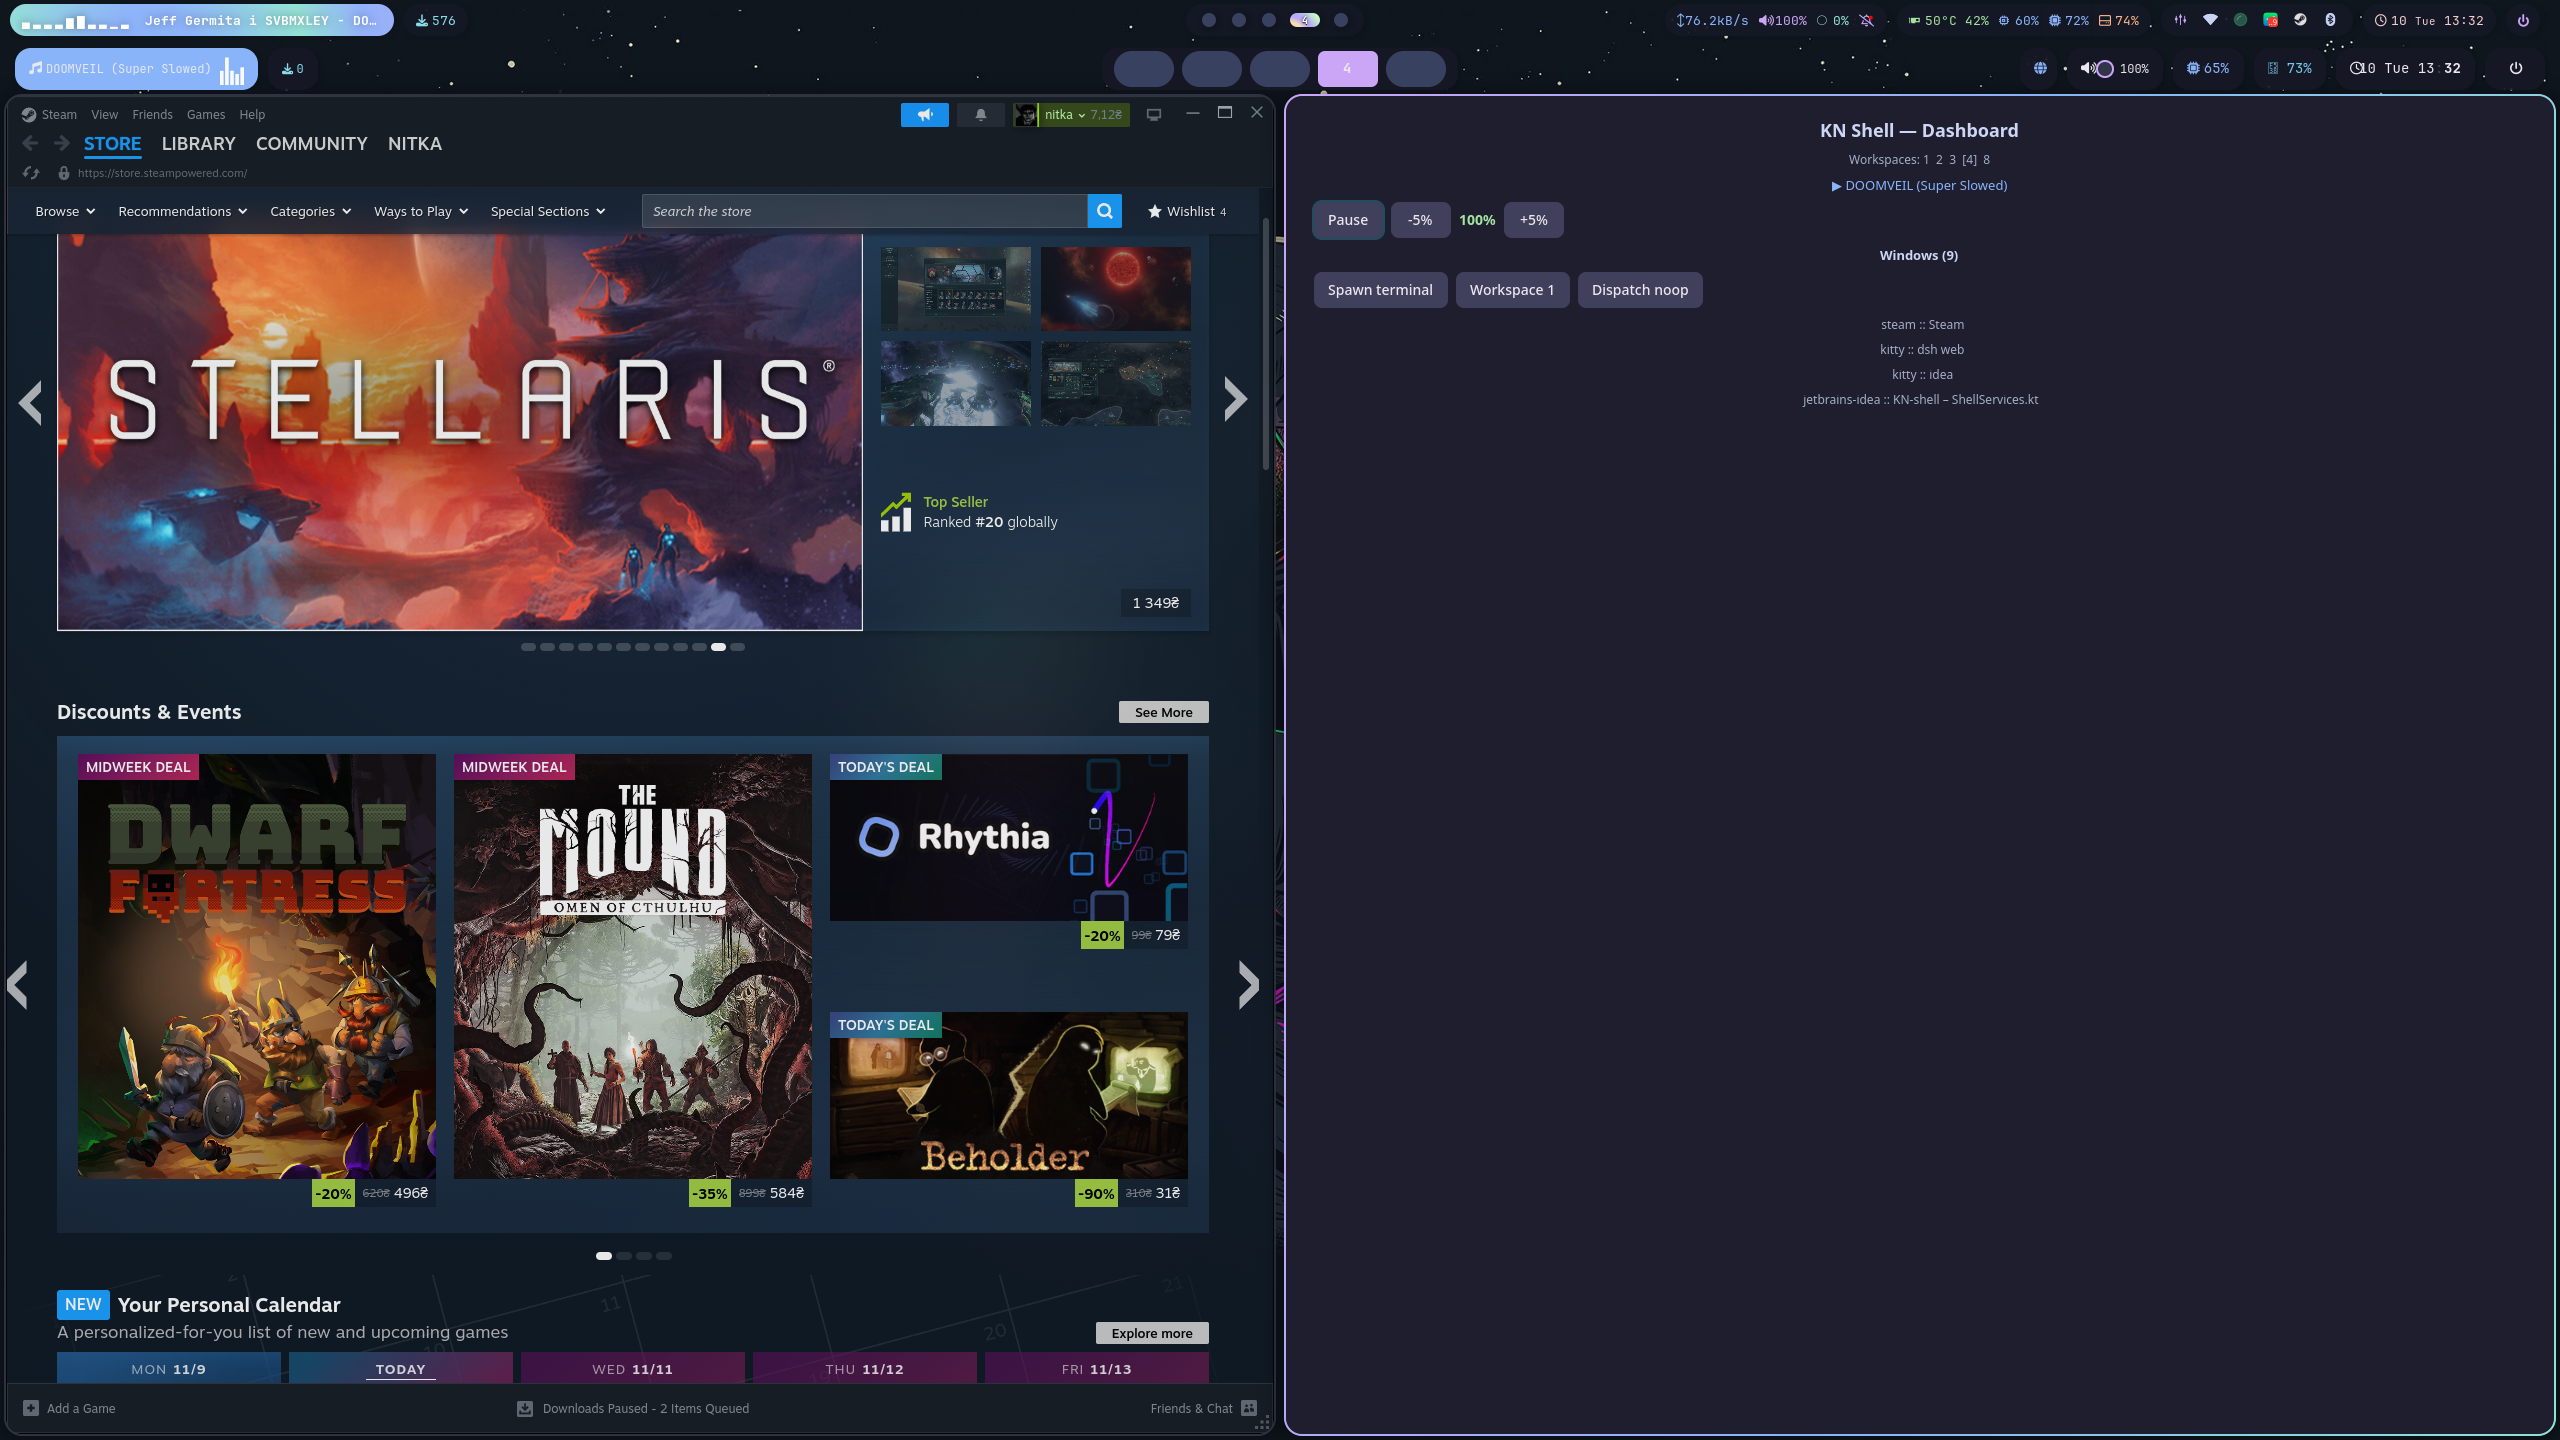 Jeff Germita i SVBMXLEY - DO…
576
4
76.2kB/s 100% 0%
50°C 42% 60% 72% 74%
10 Tue 13:32
DOOMVEIL (Super Slowed)
0
4
100%
65%
73%
10 Tue 13:32
Steam View Friends Games Help
nitka 7,12₴
STORE LIBRARY COMMUNITY NITKA
https://store.steampowered.com/
Browse Recommendations Categories Ways to Play Special Sections
Search the store
Wishlist 4
STELLARIS®
Top Seller
Ranked #20 globally
1 349₴
Discounts & Events
See More
MIDWEEK DEAL
DWARF
FORTRESS
-20% 620₴ 496₴
MIDWEEK DEAL
THE
MOUND
OMEN OF CTHULHU
-35% 899₴ 584₴
TODAY'S DEAL
Rhythia
-20% 99₴ 79₴
TODAY'S DEAL
Beholder
-90% 310₴ 31₴
NEW Your Personal Calendar
A personalized-for-you list of new and upcoming games
Explore more
11
20
21
10
MON 11/9
TODAY
WED 11/11
THU 11/12
FRI 11/13
Add a Game
Downloads Paused - 2 Items Queued
Friends & Chat
KN Shell — Dashboard
Workspaces: 1 2 3 [4] 8
▶ DOOMVEIL (Super Slowed)
Pause -5% 100% +5%
Windows (9)
Spawn terminal Workspace 1 Dispatch noop
steam :: Steam
kitty :: dsh web
kitty :: idea
jetbrains-idea :: KN-shell – ShellServices.kt